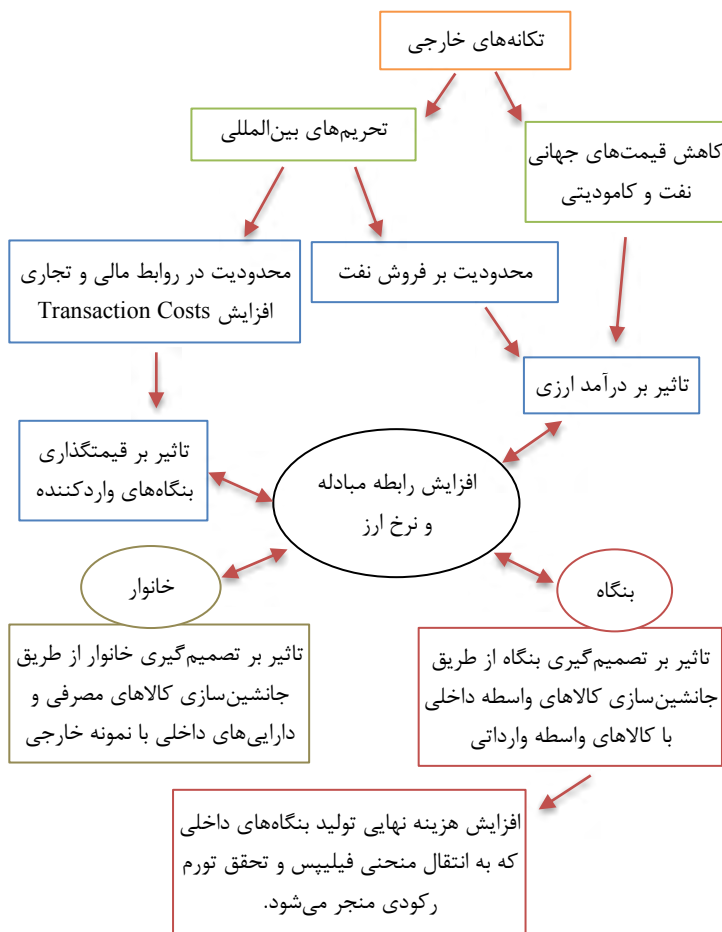 تکانه‌های خارجی
تحریم‌های بین‌المللی
کاهش قیمت‌های جهانی
نفت و کامودیتی
محدودیت در روابط مالی و تجاری
افزایش Transaction Costs
محدودیت بر فروش نفت
تاثیر بر درآمد ارزی
تاثیر بر قیمتگذاری
بنگاه‌های واردکننده
افزایش رابطه مبادله
و نرخ ارز
خانوار
بنگاه
تاثیر بر تصمیم‌گیری خانوار از طریق
جانشین‌سازی کالاهای مصرفی و
دارایی‌های داخلی با نمونه خارجی
تاثیر بر تصمیم‌گیری بنگاه از طریق
جانشین‌سازی کالاهای واسطه داخلی
با کالاهای واسطه وارداتی
افزایش هزینه نهایی تولید بنگاه‌های داخلی
که به انتقال منحنی فیلیپس و تحقق تورم
رکودی منجر می‌شود.